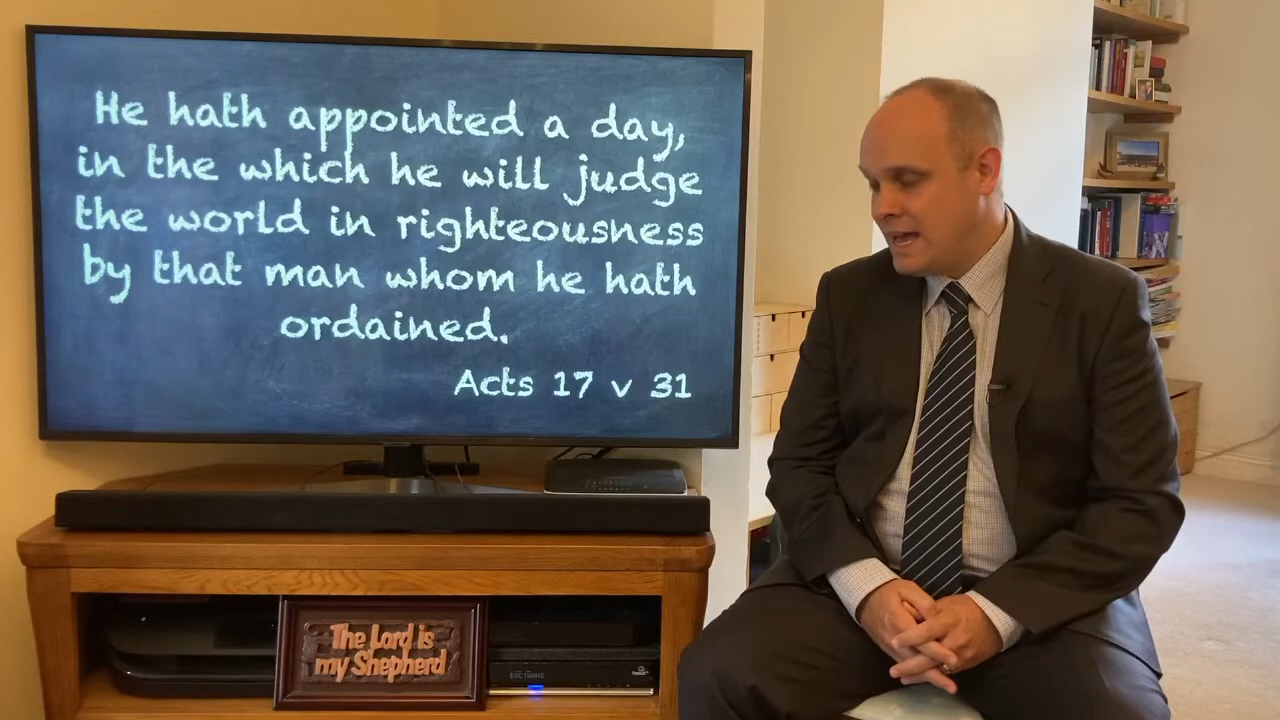 He hath appointed a day,
in the which he will judge
the world in righteousness
by that man whom he hath
ordained.
Acts 17 v 31
The Lord is
my Shepherd